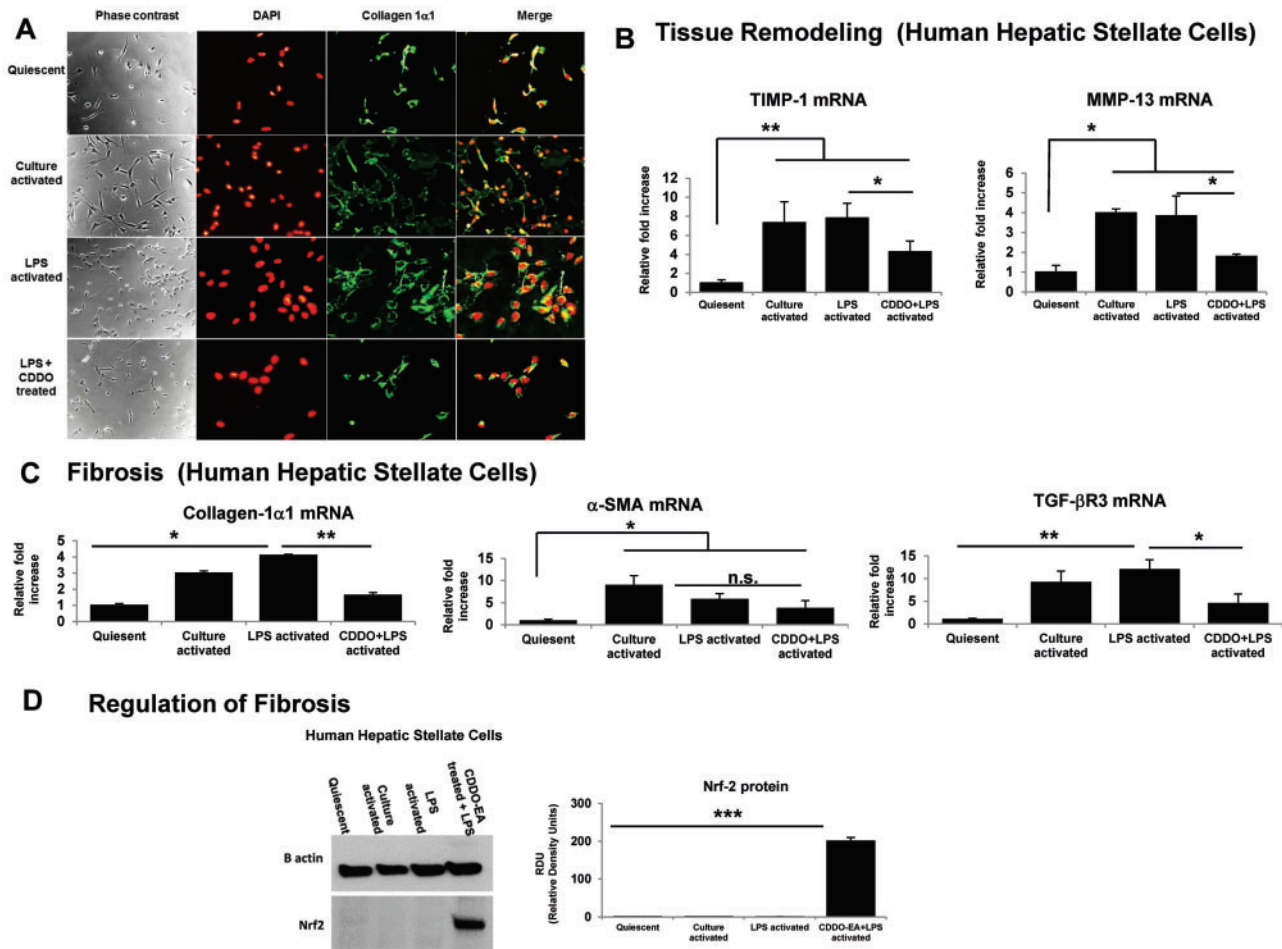 A
Phase contrast DAPI Collagen 1α1 Merge
Quiescent
Culture
activated
LPS
activated
LPS +
CDDO
treated
B Tissue Remodeling (Human Hepatic Stellate Cells)
TIMP-1 mRNA
**
*
Relative fold increase
12
10
8
6
4
2
0
Quiesent
Culture
activated
LPS
activated
CDDO+LPS
activated
MMP-13 mRNA
*
*
Relative fold increase
6
5
4
3
2
1
0
Quiesent
Culture
activated
LPS
activated
CDDO+LPS
activated
C Fibrosis (Human Hepatic Stellate Cells)
Collagen-1α1 mRNA
* **
Relative fold
increase
5
4
3
2
1
0
Quiesent
Culture
activated
LPS activated
CDDO+LPS
activated
α-SMA mRNA
*
n.s.
Relative fold
increase
15
10
5
0
Quiesent
Culture
activated
LPS activated
CDDO+LPS
activated
TGF-βR3 mRNA
** *
Relative fold
increase
15
10
5
0
Quiesent
Culture
activated
LPS activated
CDDO+LPS
activated
D Regulation of Fibrosis
Human Hepatic Stellate Cells
Quiescent
Culture
activated
LPS
activated
CDDO-EA
treated + LPS
B actin
Nrf2
Nrf-2 protein
***
RDU
(Relative Density Units)
300
200
100
0
Quiescent
Culture
activated
LPS activated
CDDO-EA+LPS
activated